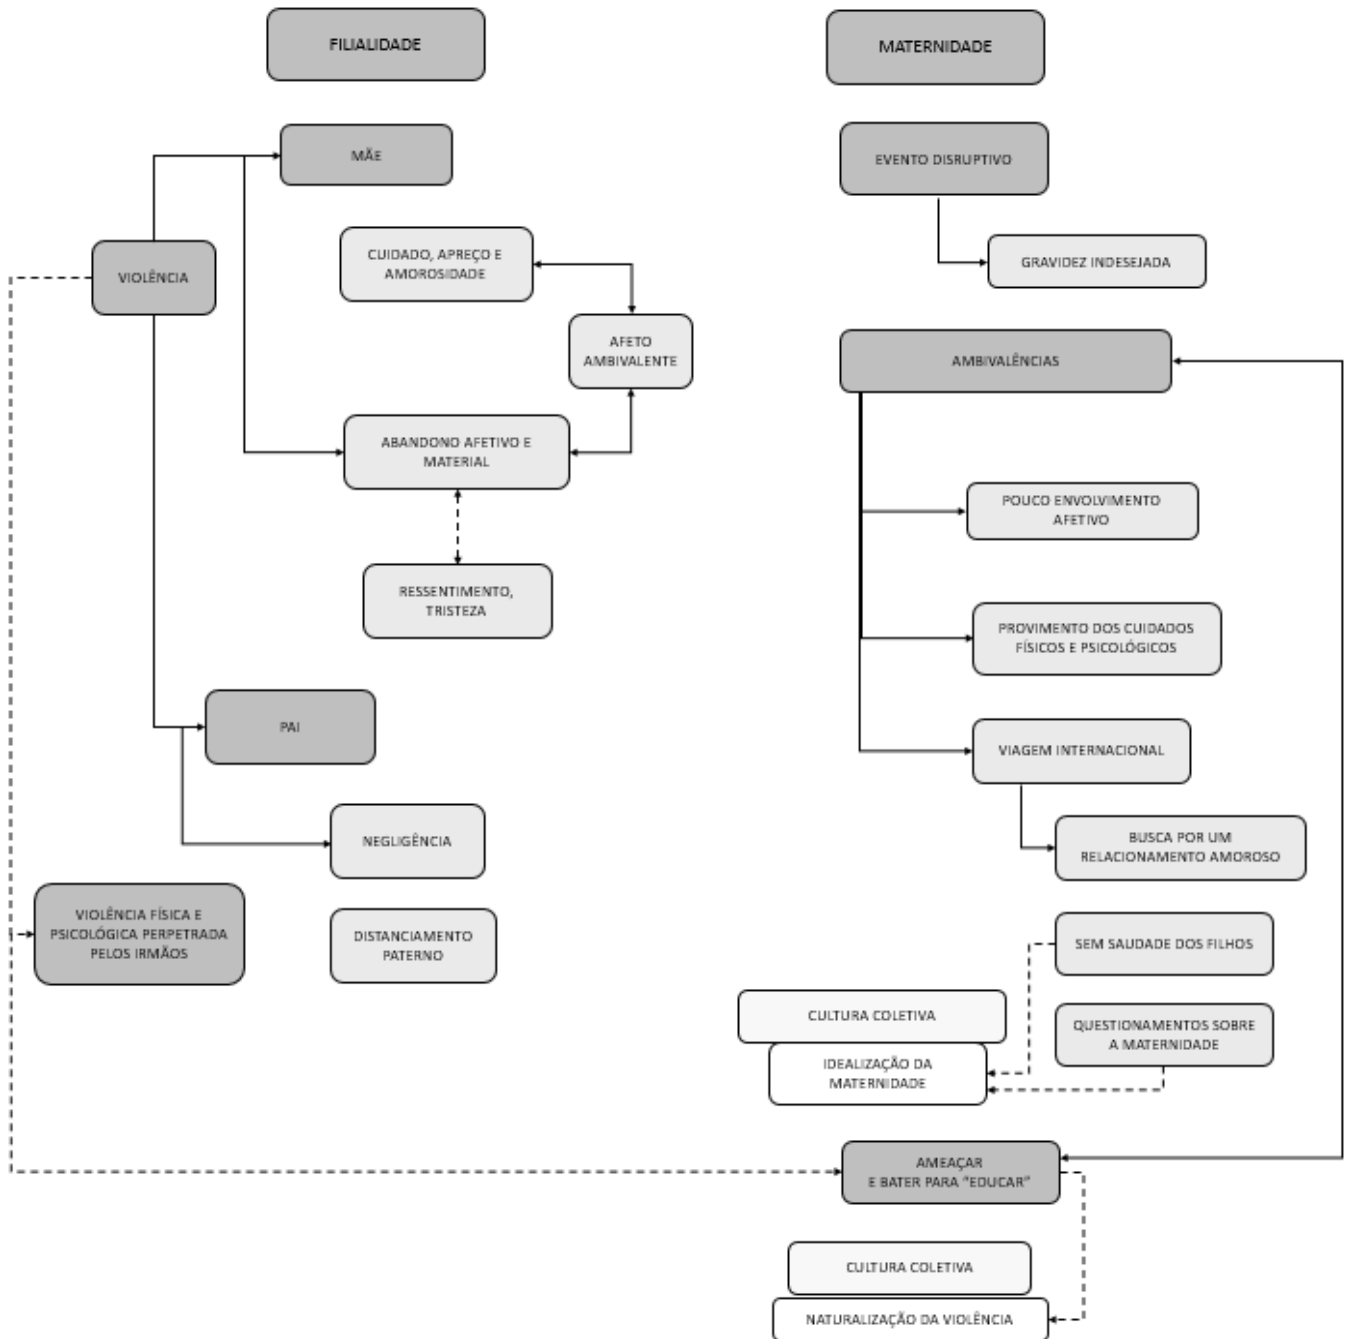 FILIALIDADE
MÃE
VIOLÊNCIA
CUIDADO, APREÇO E
AMOROSIDADE
AFETO
AMBIVALENTE
ABANDONO AFETIVO E
MATERIAL
RESSENTIMENTO,
TRISTEZA
PAI
NEGLIGÊNCIA
VIOLÊNCIA FÍSICA E
PSICOLÓGICA PERPETRADA
PELOS IRMÃOS
DISTANCIAMENTO
PATERNO
MATERNIDADE
EVENTO DISRUPTIVO
GRAVIDEZ INDESEJADA
AMBIVALÊNCIAS
POUCO ENVOLVIMENTO
AFETIVO
PROVIMENTO DOS CUIDADOS
FÍSICOS E PSICOLÓGICOS
VIAGEM INTERNACIONAL
BUSCA POR UM
RELACIONAMENTO AMOROSO
SEM SAUDADE DOS FILHOS
QUESTIONAMENTOS SOBRE
A MATERNIDADE
CULTURA COLETIVA
IDEALIZAÇÃO DA
MATERNIDADE
AMEAÇAR
E BATER PARA “EDUCAR”
CULTURA COLETIVA
NATURALIZAÇÃO DA VIOLÊNCIA